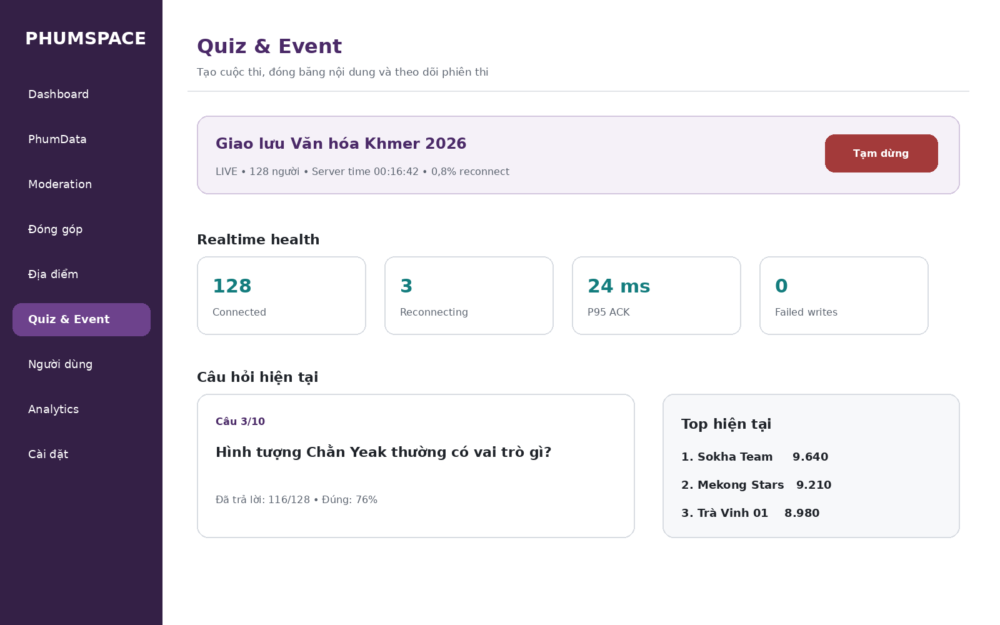 PHUMSPACE
Dashboard
PhumData
Moderation
Đóng góp
Địa điểm
Quiz & Event
Người dùng
Analytics
Cài đặt
Quiz & Event
Tạo cuộc thi, đóng băng nội dung và theo dõi phiên thi
Giao lưu Văn hóa Khmer 2026
LIVE • 128 người • Server time 00:16:42 • 0,8% reconnect
Tạm dừng
Realtime health
128
Connected
3
Reconnecting
24 ms
P95 ACK
0
Failed writes
Câu hỏi hiện tại
Câu 3/10
Hình tượng Chằn Yeak thường có vai trò gì?
Đã trả lời: 116/128 • Đúng: 76%
Top hiện tại
1. Sokha Team 9.640
2. Mekong Stars 9.210
3. Trà Vinh 01 8.980